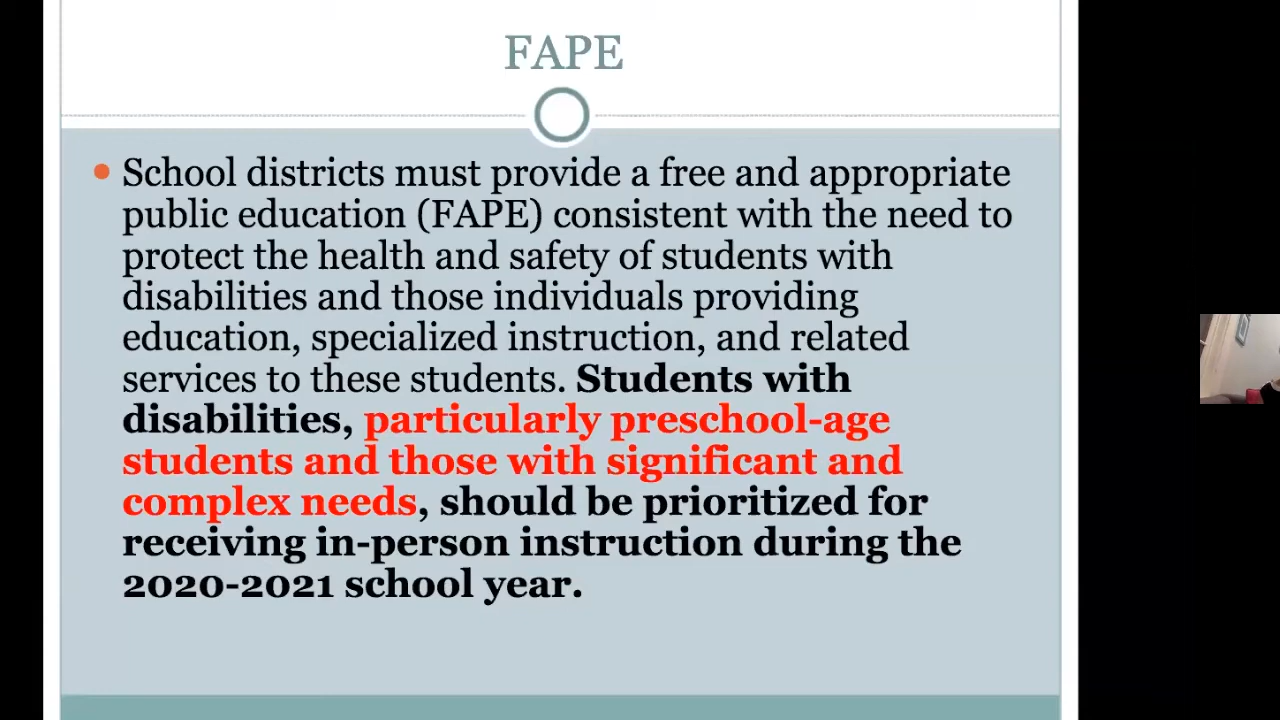 FAPE
School districts must provide a free and appropriate
public education (FAPE) consistent with the need to
protect the health and safety of students with
disabilities and those individuals providing
education, specialized instruction, and related
services to these students. Students with
disabilities, particularly preschool-age
students and those with significant and
complex needs, should be prioritized for
receiving in-person instruction during the
2020-2021 school year.